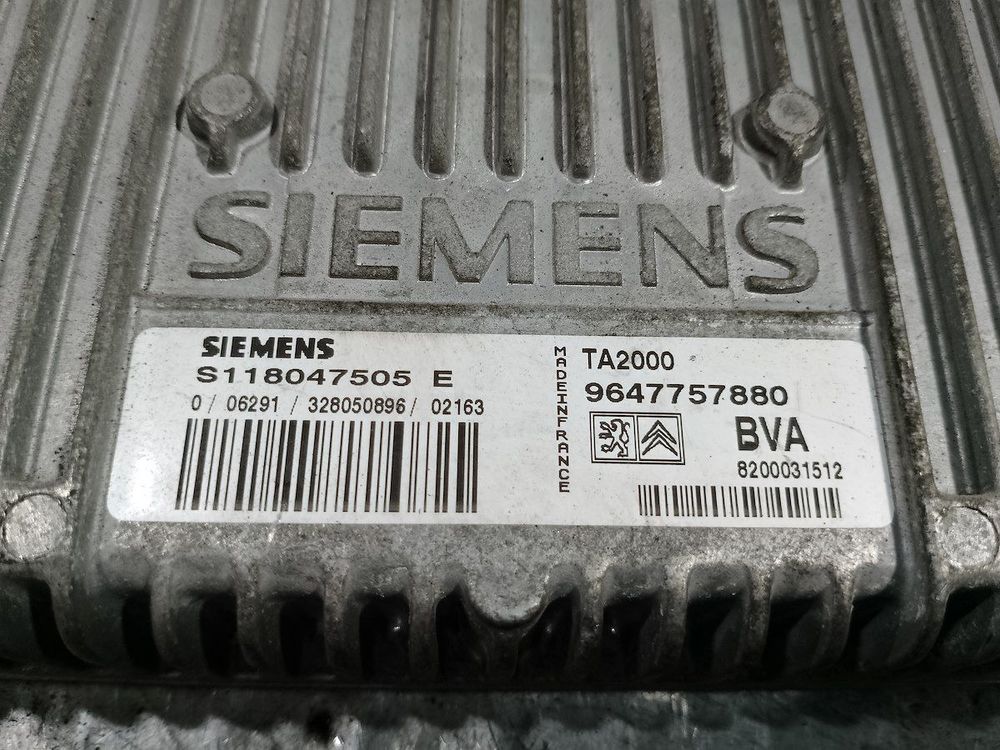 SIEMENS
SIEMENS
S118047505 E
0 / 06291 / 328050896 / 02163
MADEINFRANCE
TA2000
9647757880
BVA
8200031512